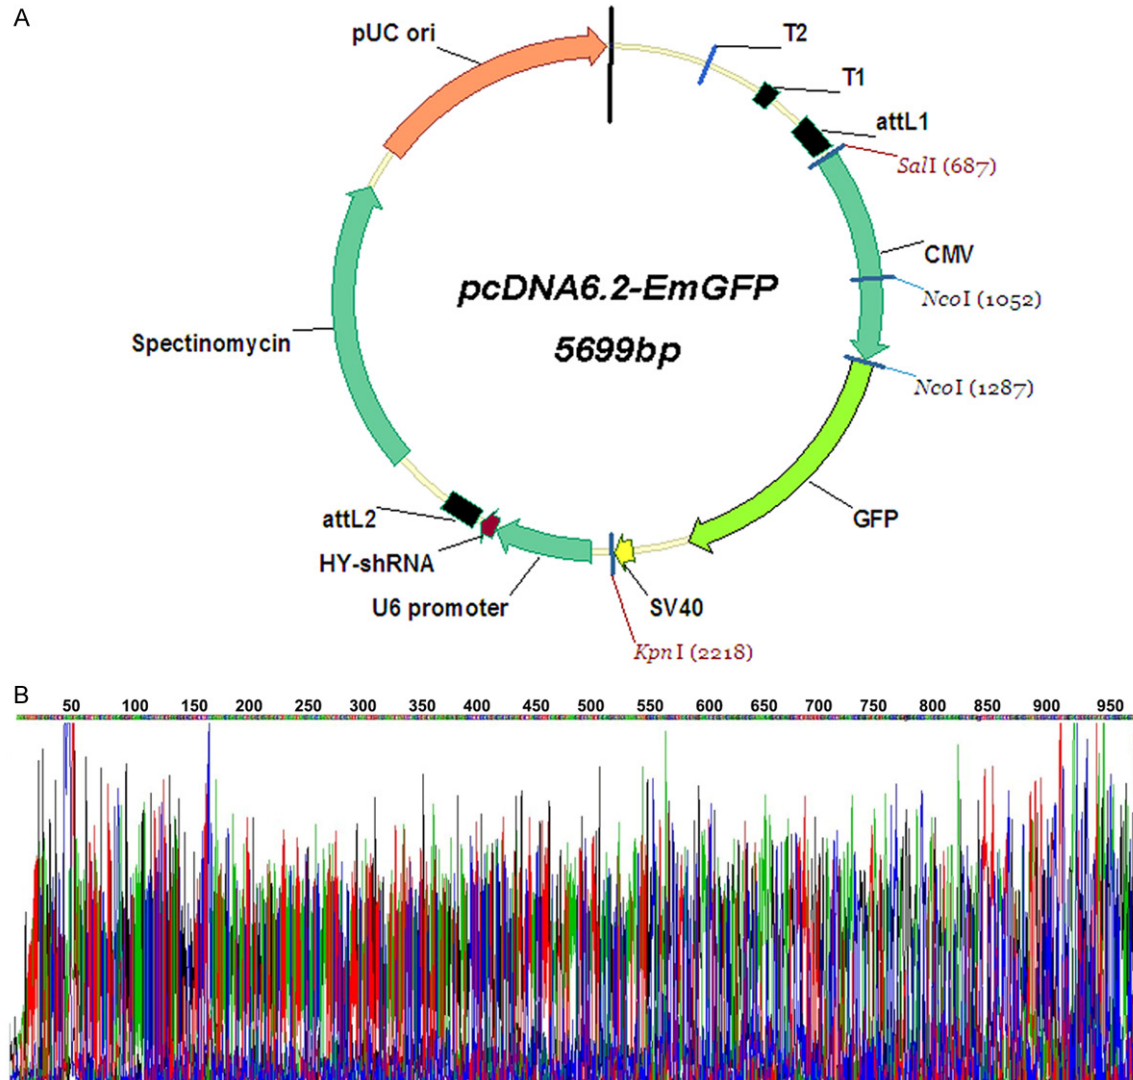 A
pUC ori
T2
T1
attL1
SalI (687)
CMV
NcoI (1052)
pcDNA6.2-EmGFP
5699bp
Spectinomycin
NcoI (1287)
GFP
attL2
HY-shRNA
U6 promoter
SV40
KpnI (2218)
B
50 100 150 200 250 300 350 400 450 500 550 600 650 700 750 800 850 900 950